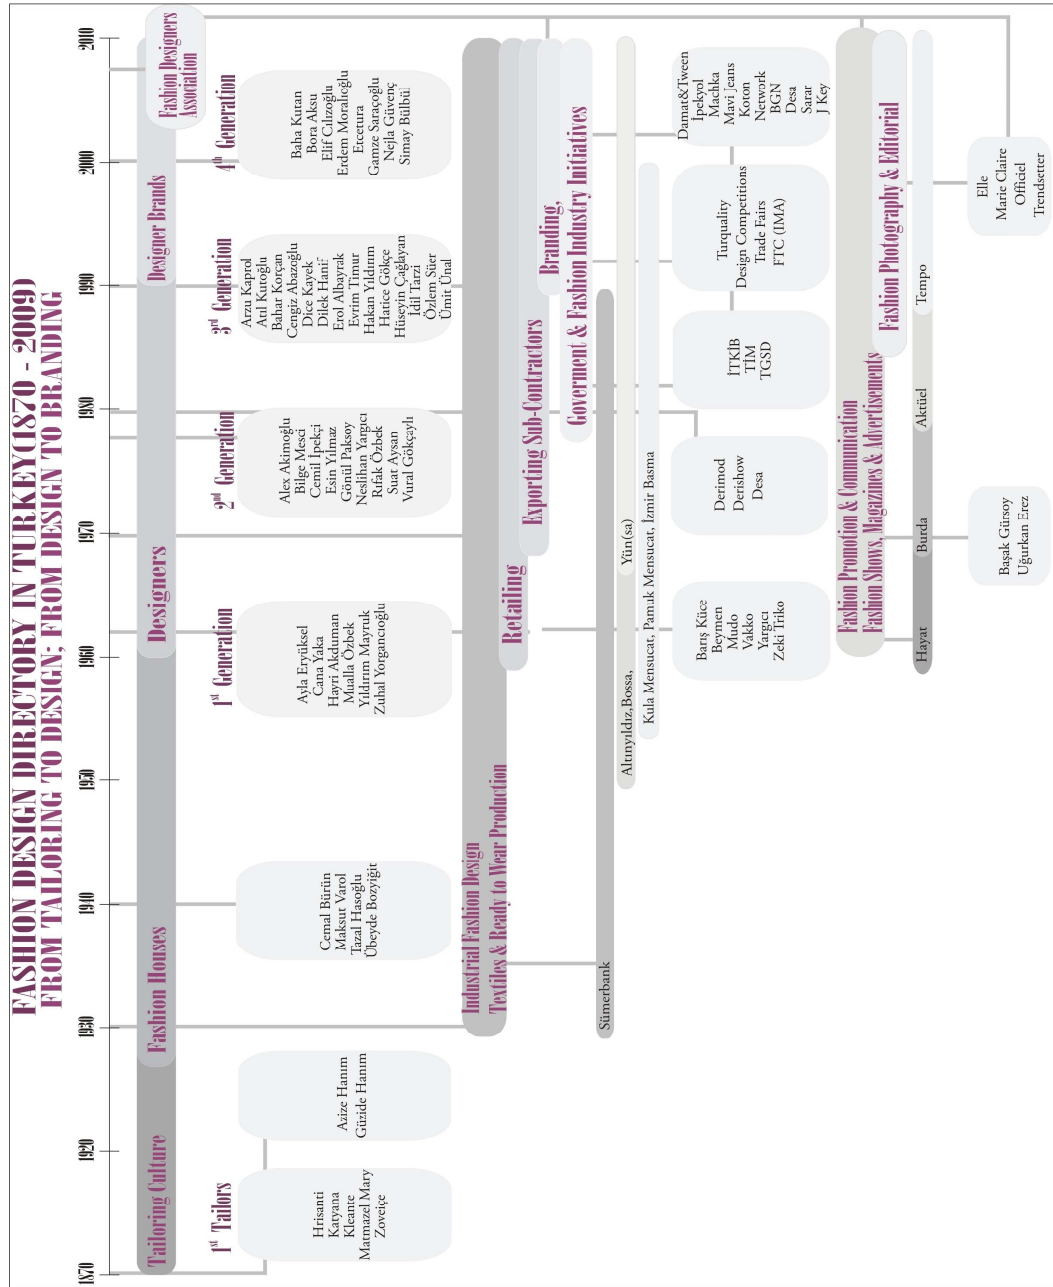 FASHION DESIGN DIRECTORY IN TURKEY(1870 - 2009)
FROM TAILORING TO DESIGN; FROM DESIGN TO BRANDING
1870
1920
1930
1940
1950
1960
1970
1980
1990
2000
2010
Tailoring Culture
Fashion Houses
Designers
Designer Brands
Fashion Designers
Association
1st Tailors
1st Generation
2nd Generation
3rd Generation
4th Generation
Hrisanti
Katyana
Kleante
Matmazel Mary
Zoveiçe
Azize Hanım
Güzide Hanım
Cemal Bürün
Maksut Varol
Tazal Hasoğlu
Übeyde Bozyiğit
Ayla Eryüksel
Cana Yaka
Hayri Akduman
Mualla Özbek
Yıldırım Mayruk
Zuhal Yorgancıoğlu
Alex Akimoğlu
Bilge Mesci
Cemil İpekçi
Esin Yılmaz
Gönül Paksoy
Neslihan Yargıcı
Rıfak Özbek
Suat Aysan
Vural Gökçaylı
Arzu Kaprol
Atıl Kutoğlu
Bahar Korçan
Cengiz Abazoğlu
Dice Kayek
Dilek Hanif
Erol Albayrak
Evrim Timur
Hakan Yıldırım
Hatice Gökçe
Hüseyin Çağlayan
İdil Tarzi
Özlem Süer
Ümit Ünal
Baha Kutan
Bora Aksu
Elif Cılızoğlu
Erdem Moralıoğlu
Ercetura
Gamze Saraçoğlu
Nejla Güvenç
Simay Bülbül
Industrial Fashion Design
Textiles & Ready to Wear Production
Retailing
Exporting Sub-Contractors
Branding,
Goverment & Fashion Industry Initiatives
Sümerbank
Altınyıldız,Bossa,
Yün(sa)
Kula Mensucat, Pamuk Mensucat, İzmir Basma
Barış Küce
Beymen
Mudo
Vakko
Yargıcı
Zeki Triko
Derimod
Derishow
Desa
İTKİB
TİM
TGSD
Turquality
Design Competitions
Trade Fairs
FTC (IMA)
Damat&Tween
İpekyol
Machka
Mavi Jeans
Koton
Network
BGN
Desa
Sarar
J Key
Fashion Promotion & Communication
Fashion Shows, Magazines & Advertisements
Fashion Photography & Editorial
Hayat
Burda
Aktüel
Tempo
Başak Gürsoy
Uğurkan Erez
Elle
Marie Claire
Officiel
Trendsetter